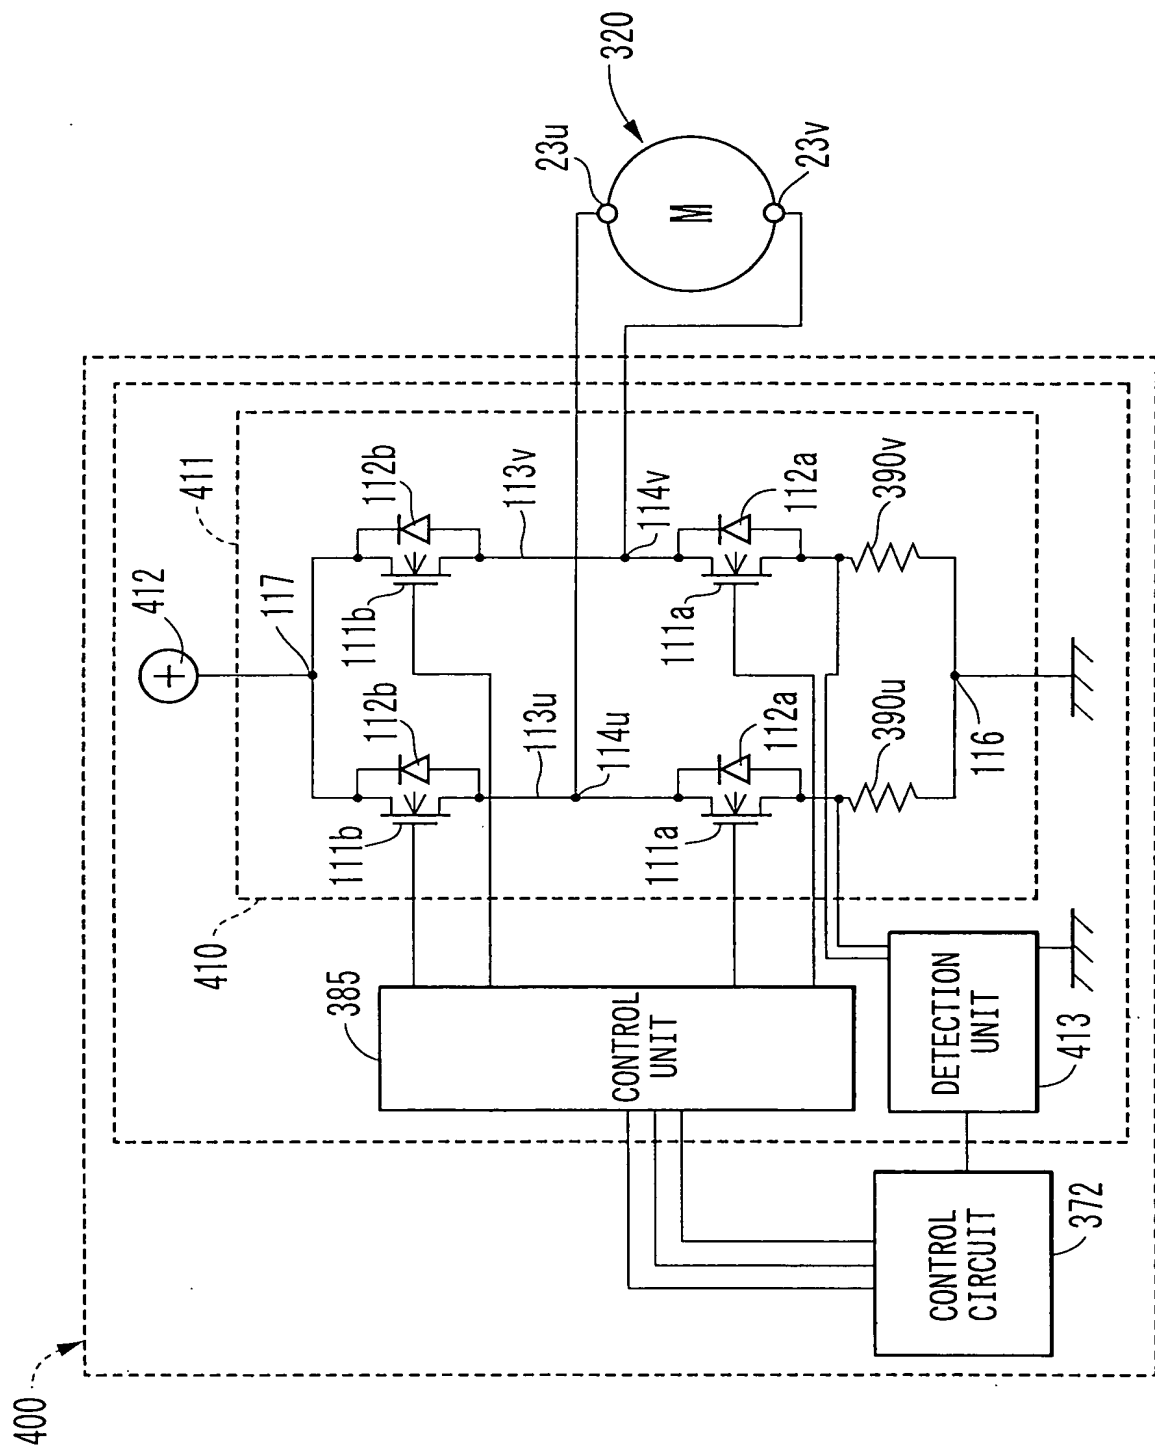 400
410
411
412
117
112b
112b
111b
111b
113u
113v
114u
114v
112a
112a
111a
111a
390u
390v
116
385
CONTROL
UNIT
DETECTION
UNIT
413
CONTROL
CIRCUIT
372
23u
320
M
23v